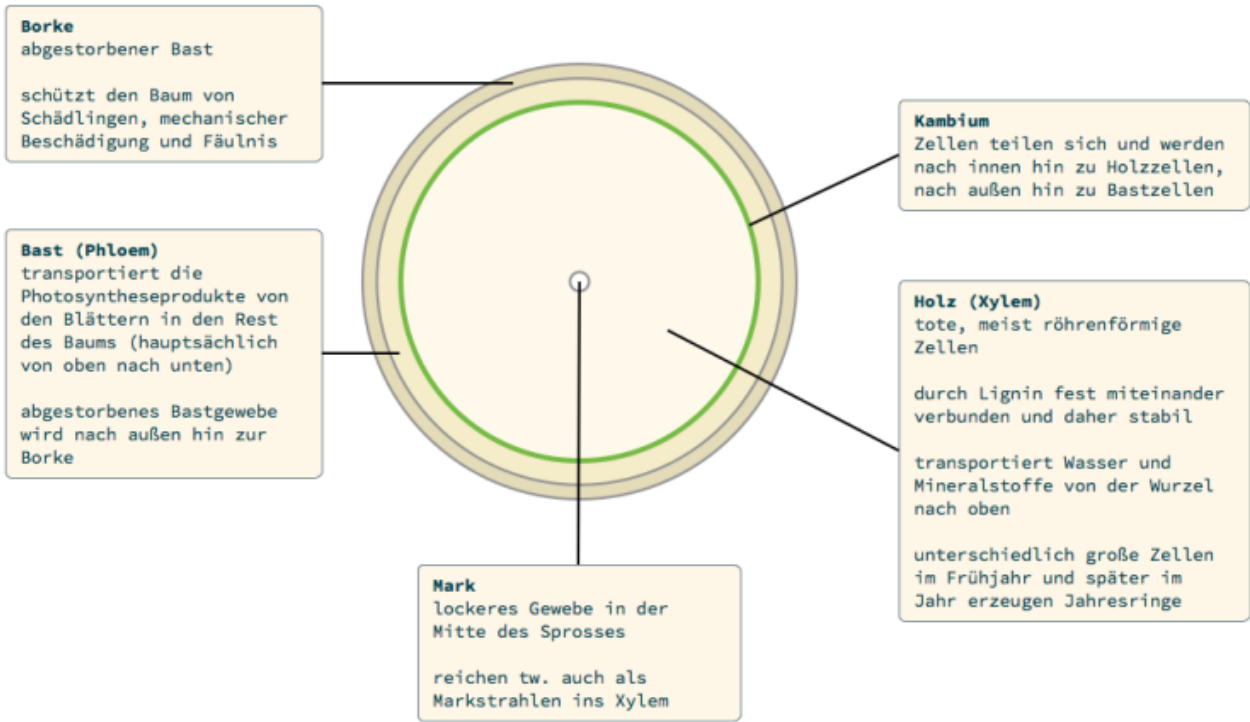 Borke
abgestorbener Bast
schützt den Baum von
Schädlingen, mechanischer
Beschädigung und Fäulnis
Bast (Phloem)
transportiert die
Photosyntheseprodukte von
den Blättern in den Rest
des Baums (hauptsächlich
von oben nach unten)
abgestorbenes Bastgewebe
wird nach außen hin zur
Borke
Mark
lockeres Gewebe in der
Mitte des Sprosses
reichen tw. auch als
Markstrahlen ins Xylem
Kambium
Zellen teilen sich und werden
nach innen hin zu Holzzellen,
nach außen hin zu Bastzellen
Holz (Xylem)
tote, meist röhrenförmige
Zellen
durch Lignin fest miteinander
verbunden und daher stabil
transportiert Wasser und
Mineralstoffe von der Wurzel
nach oben
unterschiedlich große Zellen
im Frühjahr und später im
Jahr erzeugen Jahresringe